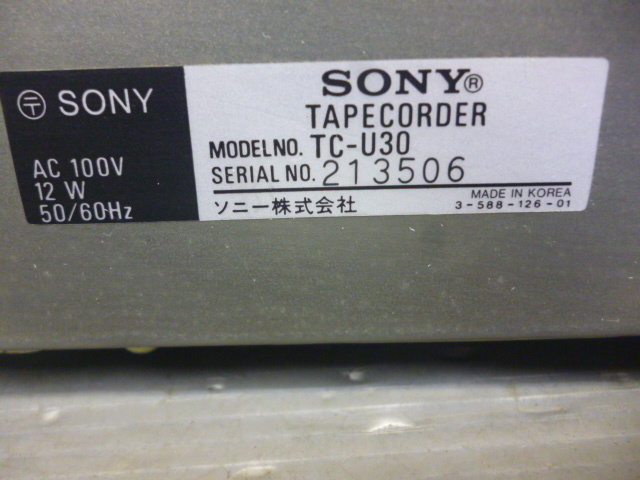 〒 SONY
AC 100V
12 W
50/60Hz
SONY®
TAPECORDER
MODEL NO. TC-U30
SERIAL NO. 213506
ソニー株式会社
MADE IN KOREA
3-588-126-01